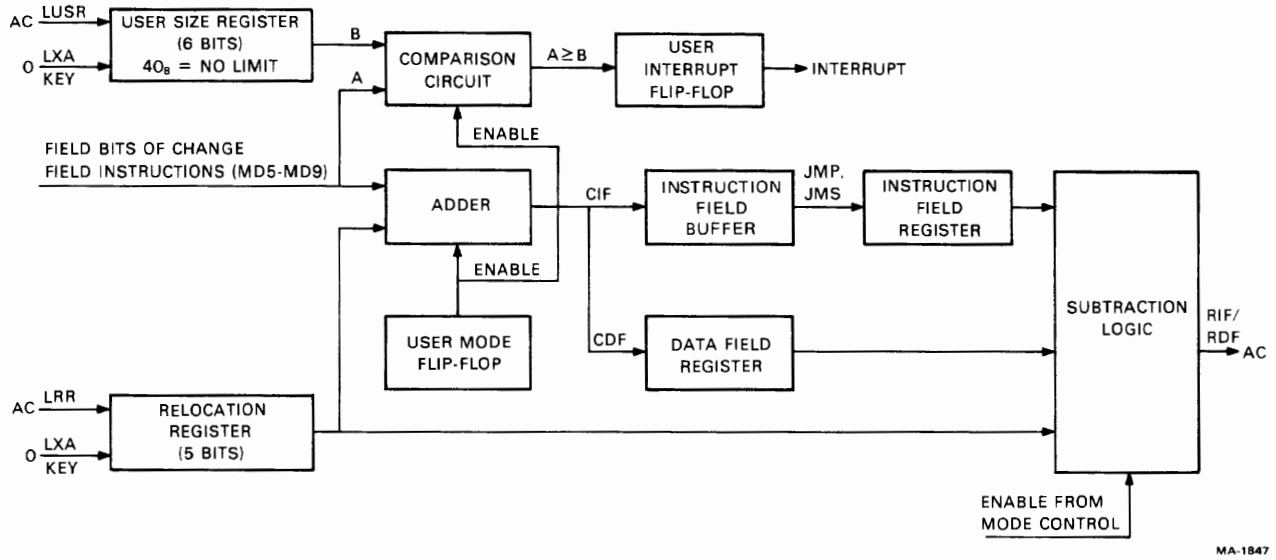 AC LUSR
0 LXA
KEY
USER SIZE REGISTER
(6 BITS)
40₈ = NO LIMIT
B
A
COMPARISON
CIRCUIT
A≥B
USER
INTERRUPT
FLIP-FLOP
INTERRUPT
ENABLE
FIELD BITS OF CHANGE
FIELD INSTRUCTIONS (MD5-MD9)
ADDER
CIF
INSTRUCTION
FIELD
BUFFER
JMP,
JMS
INSTRUCTION
FIELD
REGISTER
ENABLE
USER MODE
FLIP-FLOP
CDF
DATA FIELD
REGISTER
SUBTRACTION
LOGIC
RIF/
RDF
AC
AC LRR
0 LXA
KEY
RELOCATION
REGISTER
(5 BITS)
ENABLE FROM
MODE CONTROL
MA-1847